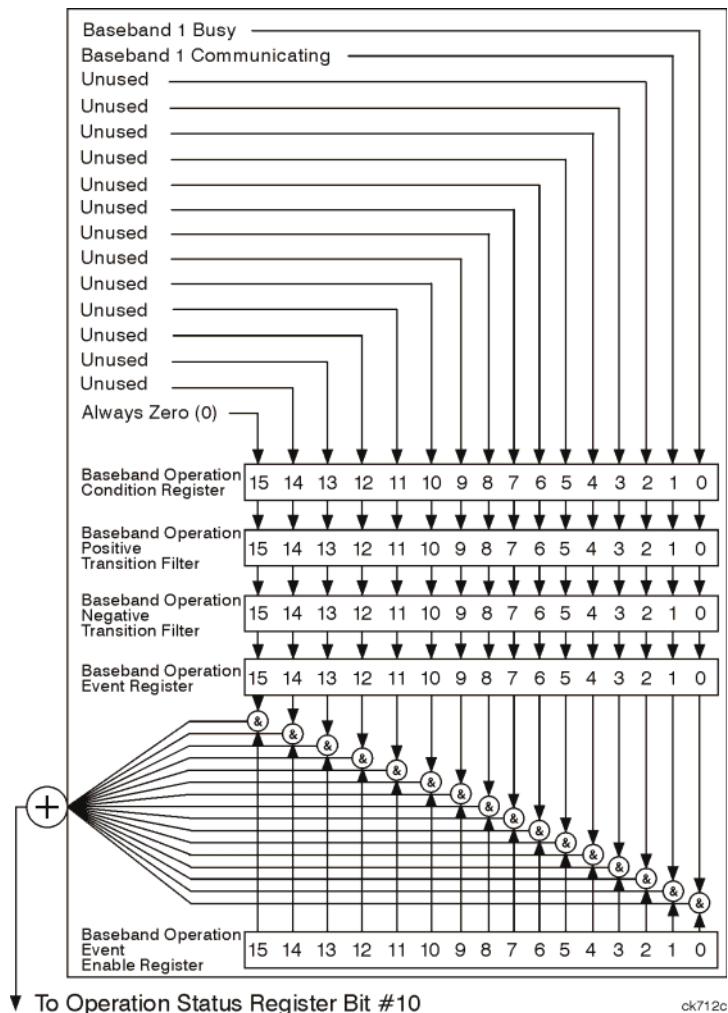 Baseband 1 Busy
Baseband 1 Communicating
Unused
Unused
Unused
Unused
Unused
Unused
Unused
Unused
Unused
Unused
Unused
Unused
Unused
Always Zero (0)
Baseband Operation
Condition Register
15 14 13 12 11 10 9 8 7 6 5 4 3 2 1 0
Baseband Operation
Positive
Transition Filter
15 14 13 12 11 10 9 8 7 6 5 4 3 2 1 0
Baseband Operation
Negative
Transition Filter
15 14 13 12 11 10 9 8 7 6 5 4 3 2 1 0
Baseband Operation
Event Register
15 14 13 12 11 10 9 8 7 6 5 4 3 2 1 0
& & & & & & & & & & & & & & & &
+
Baseband Operation
Event
Enable Register
15 14 13 12 11 10 9 8 7 6 5 4 3 2 1 0
To Operation Status Register Bit #10
ck712c